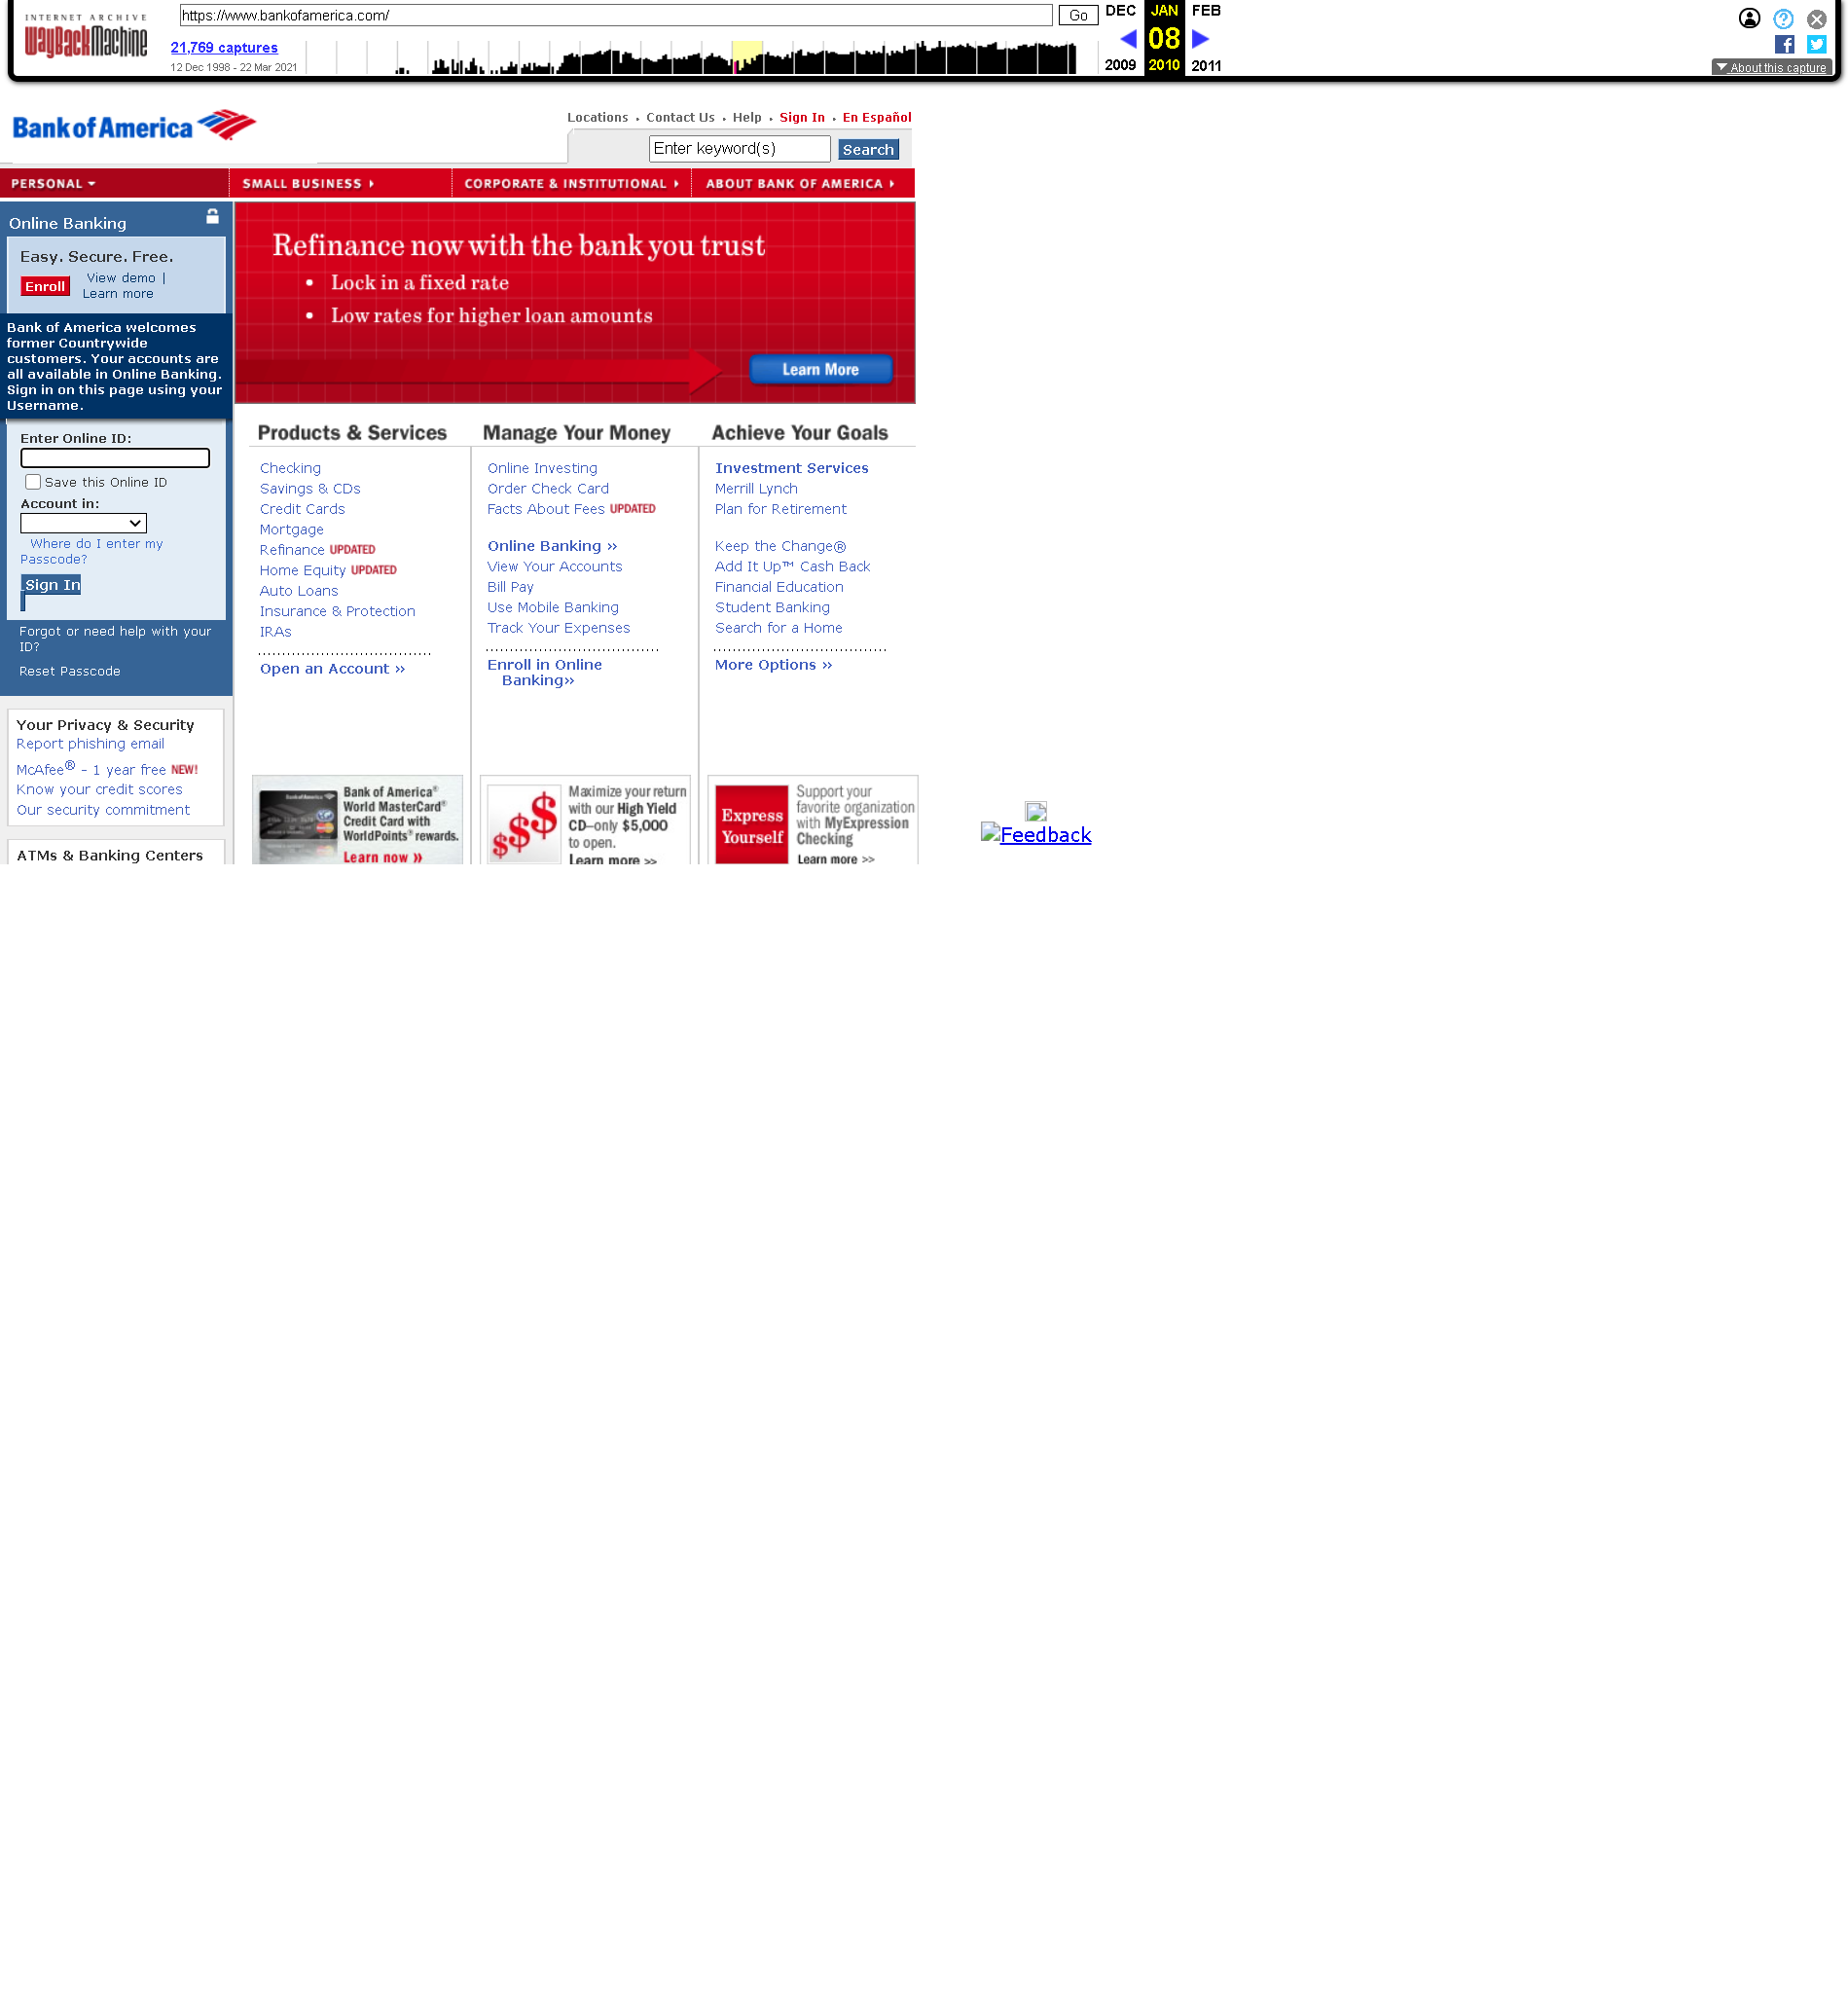 INTERNET ARCHIVE
WayBackMachine
https://www.bankofamerica.com/
Go
DEC
JAN
FEB
21,769 captures
08
12 Dec 1998 - 22 Mar 2021
2009
2010
2011
About this capture
Bank of America
Locations • Contact Us • Help • Sign In • En Español
Enter keyword(s)
Search
PERSONAL
SMALL BUSINESS
CORPORATE & INSTITUTIONAL
ABOUT BANK OF AMERICA
Online Banking
Easy. Secure. Free.
Enroll
View demo |
Learn more
Bank of America welcomes
former Countrywide
customers. Your accounts are
all available in Online Banking.
Sign in on this page using your
Username.
Enter Online ID:
Save this Online ID
Account in:
Where do I enter my
Passcode?
Sign In
Forgot or need help with your
ID?
Reset Passcode
Your Privacy & Security
Report phishing email
McAfee® - 1 year free NEW!
Know your credit scores
Our security commitment
ATMs & Banking Centers
Refinance now with the bank you trust
• Lock in a fixed rate
• Low rates for higher loan amounts
Learn More
Products & Services
Checking
Savings & CDs
Credit Cards
Mortgage
Refinance UPDATED
Home Equity UPDATED
Auto Loans
Insurance & Protection
IRAs
Open an Account ››
Manage Your Money
Online Investing
Order Check Card
Facts About Fees UPDATED
Online Banking ››
View Your Accounts
Bill Pay
Use Mobile Banking
Track Your Expenses
Enroll in Online
Banking››
Achieve Your Goals
Investment Services
Merrill Lynch
Plan for Retirement
Keep the Change®
Add It Up™ Cash Back
Financial Education
Student Banking
Search for a Home
More Options ››
Bank of America®
World MasterCard®
Credit Card with
WorldPoints® rewards.
Learn now »
$$$
Maximize your return
with our High Yield
CD–only $5,000
to open.
Learn more >>
Express
Yourself
Support your
favorite organization
with MyExpression
Checking
Learn more >>
Feedback